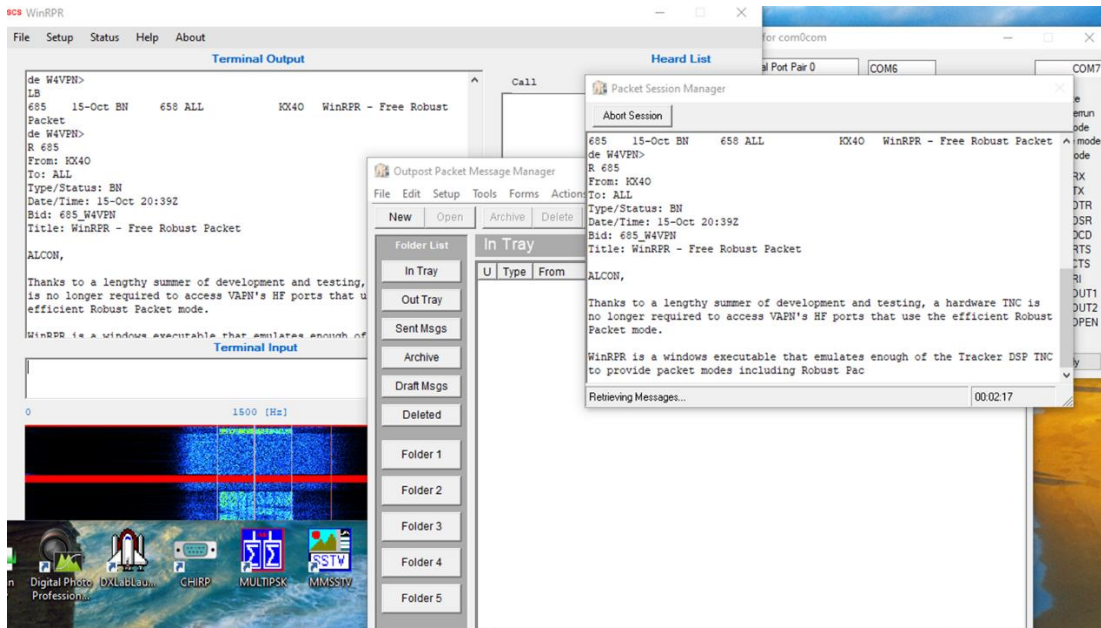 SCS WinRPR
File Setup Status Help About
Terminal Output
de W4VPN>
LB
685 15-Oct BN 658 ALL KX4O WinRPR - Free Robust
Packet
de W4VPN>
R 685
From: KX4O
To: ALL
Type/Status: BN
Date/Time: 15-Oct 20:39Z
Bid: 685_W4VPN
Title: WinRPR - Free Robust Packet
ALCON,
Thanks to a lengthy summer of development and testing,
is no longer required to access VAPN's HF ports that u
efficient Robust Packet mode.
WinRPR is a windows executable that emulates enough of
Terminal Input
0 1500 [Hz]
Heard List
Call
for com0com
al Port Pair 0
COM6
COM7
e
errun
ode
mode
ode
RX
TX
DTR
DSR
DCD
RTS
CTS
RI
OUT1
OUT2
OPEN
ly
Packet Session Manager
Abort Session
685 15-Oct BN 658 ALL KX4O WinRPR - Free Robust Packet
de W4VPN>
R 685
From: KX4O
To: ALL
Type/Status: BN
Date/Time: 15-Oct 20:39Z
Bid: 685_W4VPN
Title: WinRPR - Free Robust Packet
ALCON,
Thanks to a lengthy summer of development and testing, a hardware TNC is
no longer required to access VAPN's HF ports that use the efficient Robust
Packet mode.
WinRPR is a windows executable that emulates enough of the Tracker DSP TNC
to provide packet modes including Robust Pac
Retrieving Messages... 00:02:17
Outpost Packet Message Manager
File Edit Setup Tools Forms Action
New Open Archive Delete
Folder List
In Tray
Out Tray
Sent Msgs
Archive
Draft Msgs
Deleted
Folder 1
Folder 2
Folder 3
Folder 4
Folder 5
In Tray
U Type From
n
Digital Photo
Profession...
DXLabLau...
CHIRP
MULTIPSK
SSTV
MMSSTV